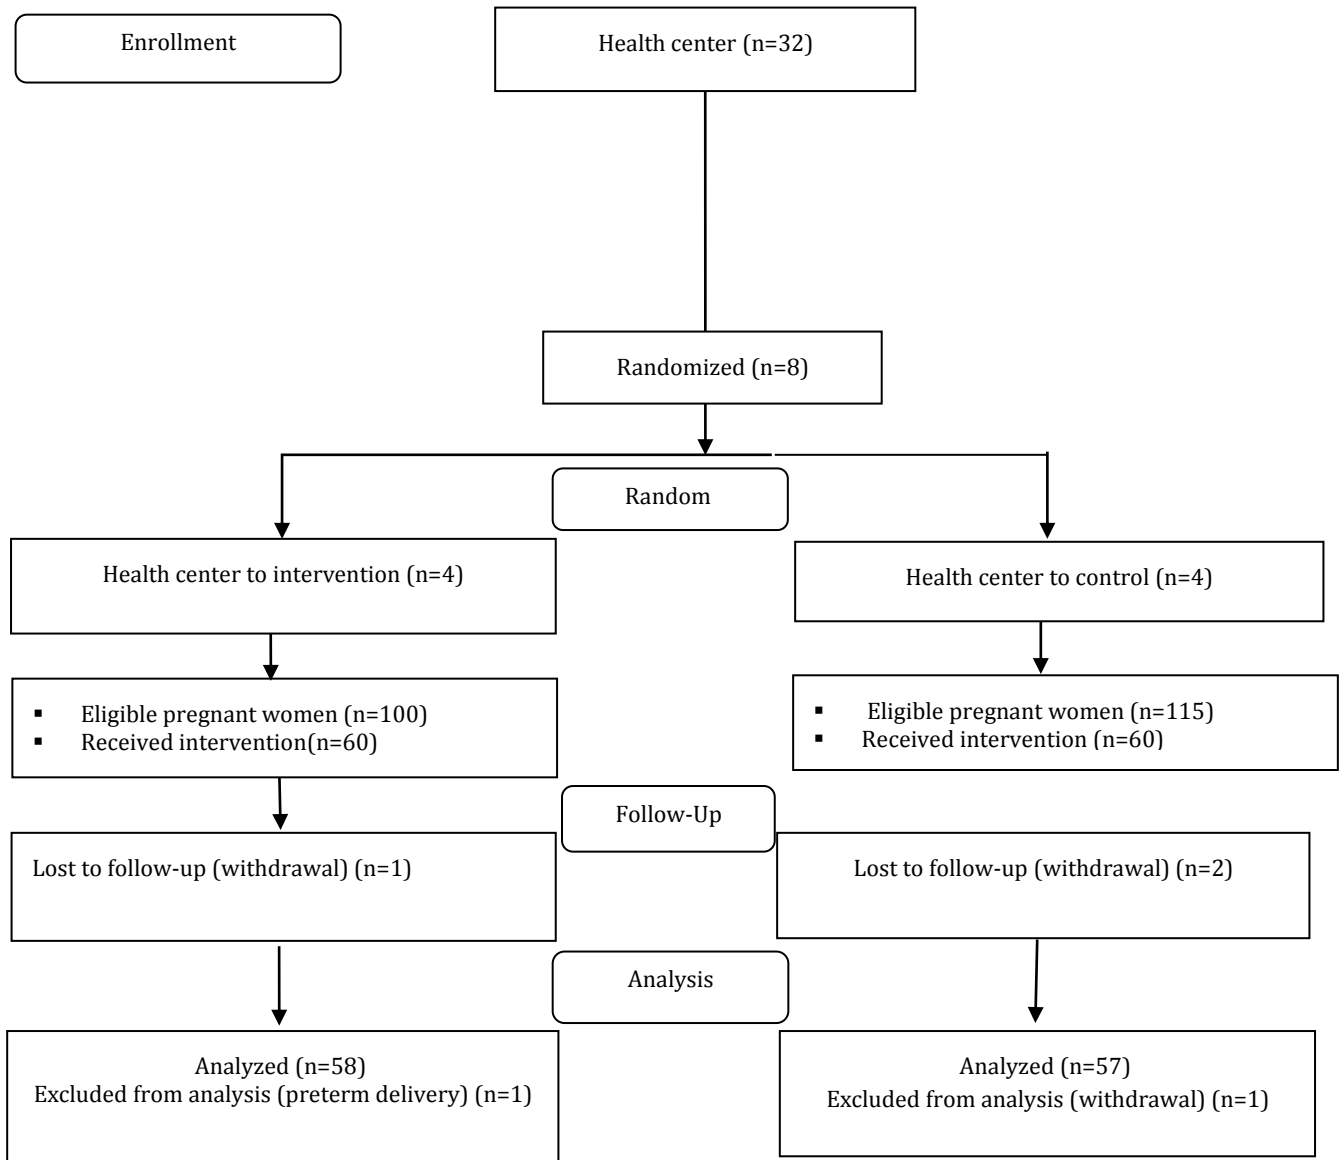 Enrollment
Health center (n=32)
Randomized (n=8)
Random
Health center to intervention (n=4)
Health center to control (n=4)
▪ Eligible pregnant women (n=100)
▪ Received intervention(n=60)
▪ Eligible pregnant women (n=115)
▪ Received intervention (n=60)
Follow-Up
Lost to follow-up (withdrawal) (n=1)
Lost to follow-up (withdrawal) (n=2)
Analysis
Analyzed (n=58)
Excluded from analysis (preterm delivery) (n=1)
Analyzed (n=57)
Excluded from analysis (withdrawal) (n=1)